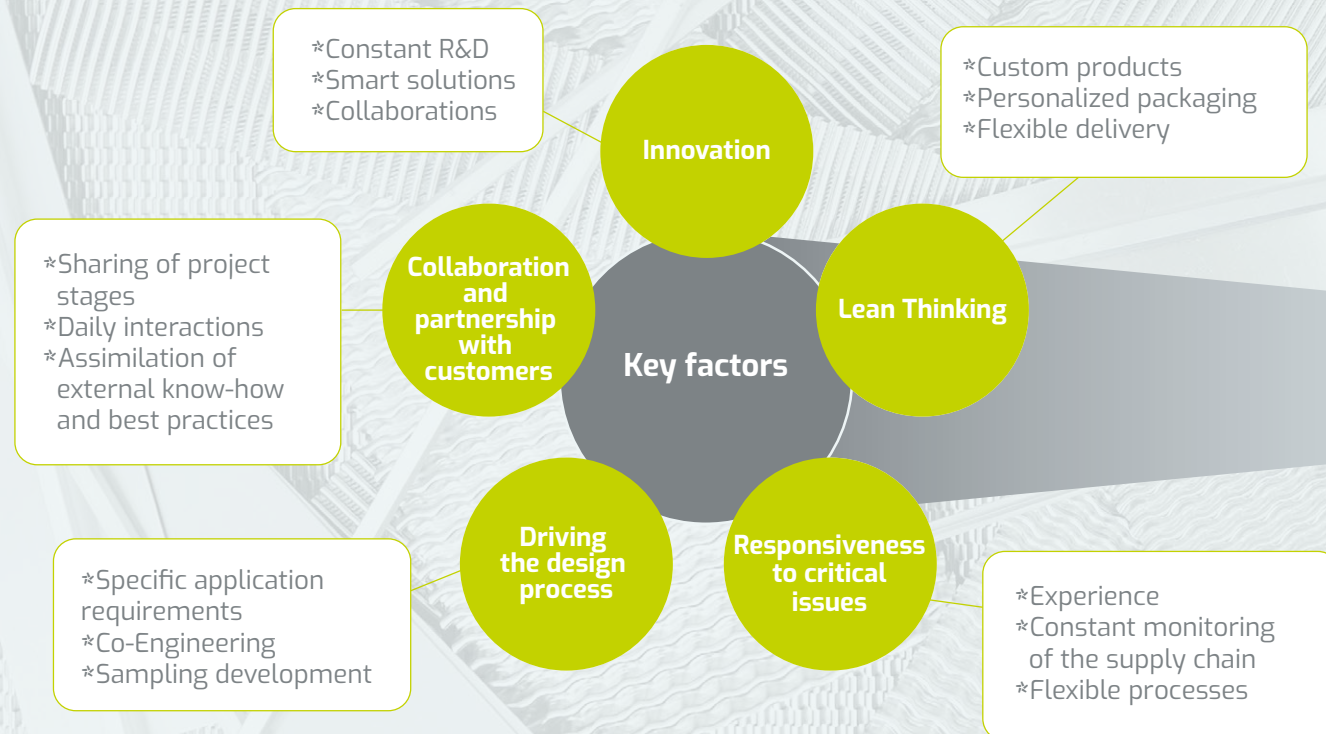 *Constant R&D
*Smart solutions
*Collaborations
Innovation
*Custom products
*Personalized packaging
*Flexible delivery
*Sharing of project
stages
*Daily interactions
*Assimilation of
external know-how
and best practices
Collaboration
and
partnership
with
customers
Lean Thinking
Key factors
Driving
the design
process
Responsiveness
to critical
issues
*Specific application
requirements
*Co-Engineering
*Sampling development
*Experience
*Constant monitoring
of the supply chain
*Flexible processes